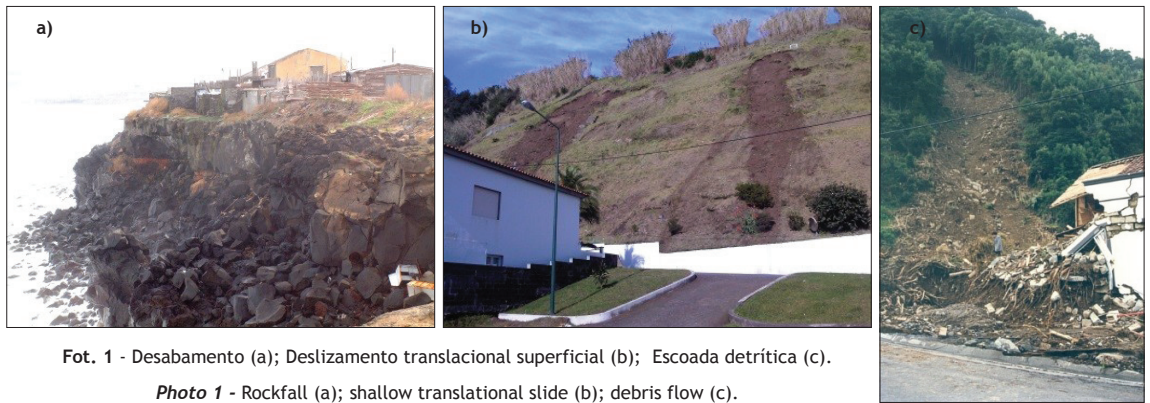 a)
b)
c)
Fot. 1 - Desabamento (a); Deslizamento translacional superficial (b); Escoada detrítica (c).
Photo 1 - Rockfall (a); shallow translational slide (b); debris flow (c).